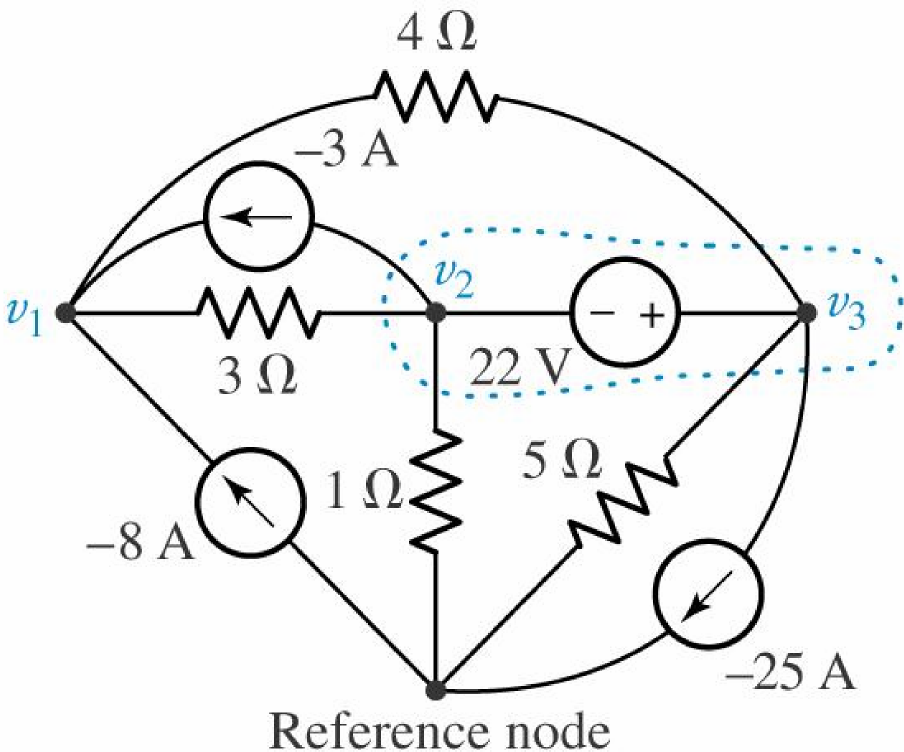 4 Ω
–3 A
v2
v1
v3
– +
22 V
3 Ω
5 Ω
1 Ω
–8 A
–25 A
Reference node